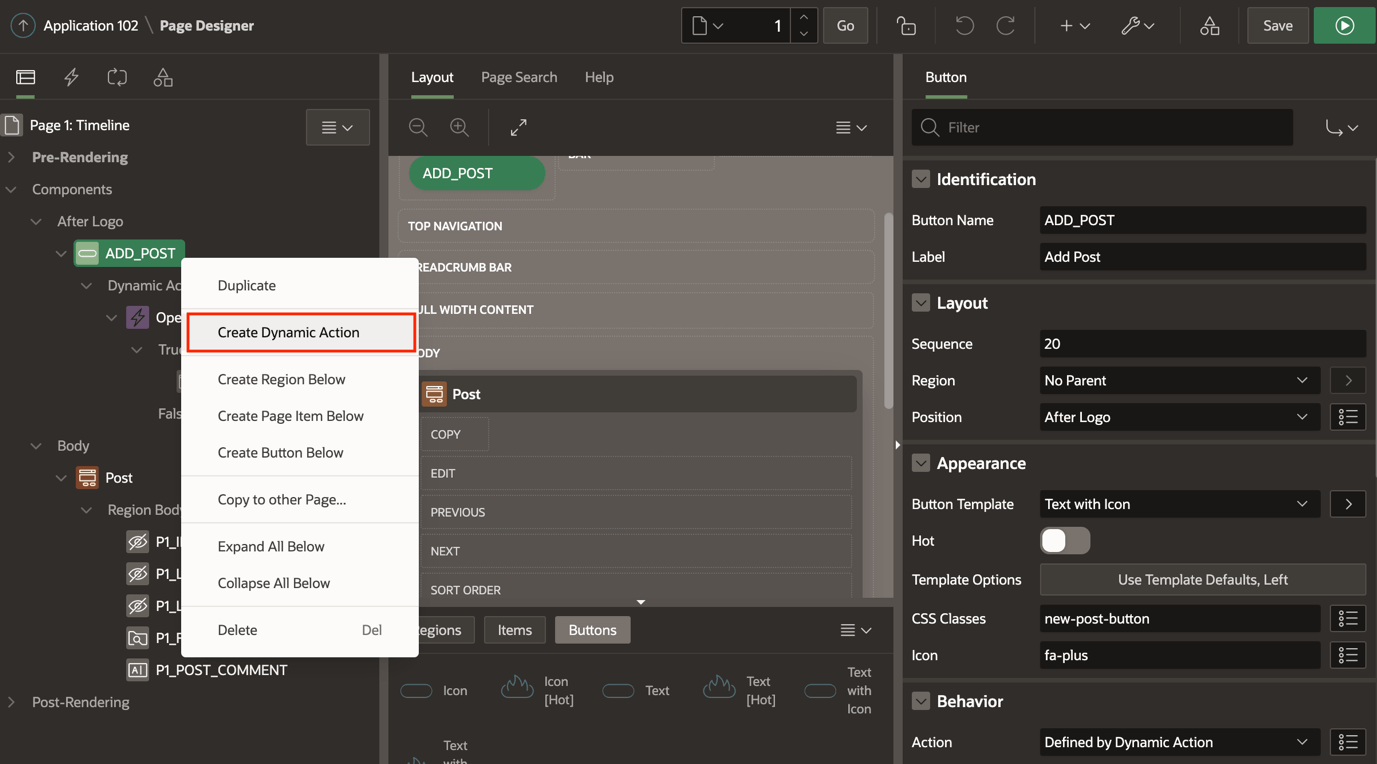 Application 102 \ Page Designer
1
Go
Save
Page 1: Timeline
Pre-Rendering
Components
After Logo
ADD_POST
Dynamic Ac
Ope
True
Fals
Body
Post
Region Body
P1_I
P1_L
P1_L
P1_F
P1_POST_COMMENT
Post-Rendering
Duplicate
Create Dynamic Action
Create Region Below
Create Page Item Below
Create Button Below
Copy to other Page...
Expand All Below
Collapse All Below
Delete Del
Layout Page Search Help
BAR
ADD_POST
TOP NAVIGATION
READCRUMB BAR
ULL WIDTH CONTENT
ODY
Post
COPY
EDIT
PREVIOUS
NEXT
SORT ORDER
egions Items Buttons
Icon
Icon
[Hot]
Text
Text
[Hot]
Text
with
Icon
Text
with
Button
Filter
Identification
Button Name ADD_POST
Label Add Post
Layout
Sequence 20
Region No Parent
Position After Logo
Appearance
Button Template Text with Icon
Hot
Template Options Use Template Defaults, Left
CSS Classes new-post-button
Icon fa-plus
Behavior
Action Defined by Dynamic Action